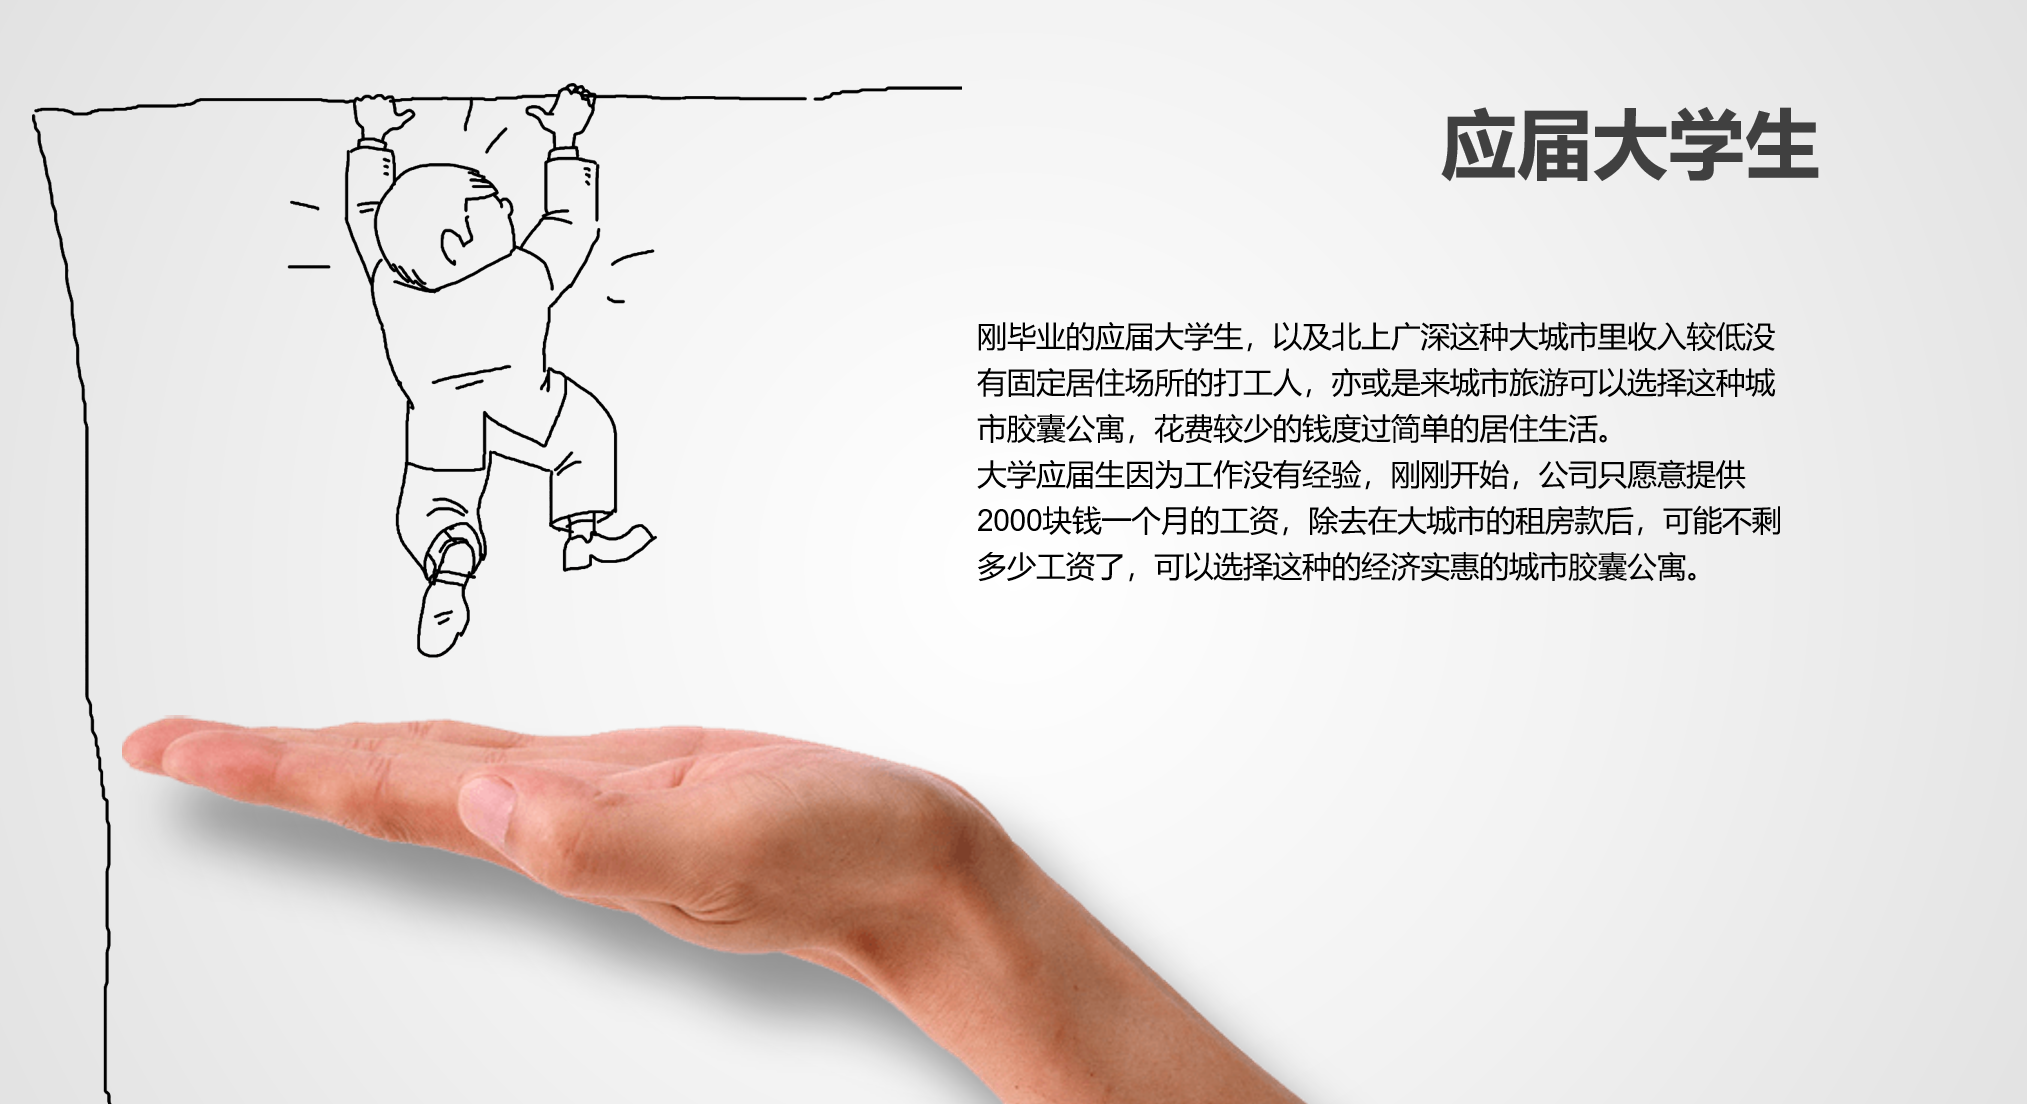 应届大学生
刚毕业的应届大学生，以及北上广深这种大城市里收入较低没
有固定居住场所的打工人，亦或是来城市旅游可以选择这种城
市胶囊公寓，花费较少的钱度过简单的居住生活。
大学应届生因为工作没有经验，刚刚开始，公司只愿意提供
2000块钱一个月的工资，除去在大城市的租房款后，可能不剩
多少工资了，可以选择这种的经济实惠的城市胶囊公寓。